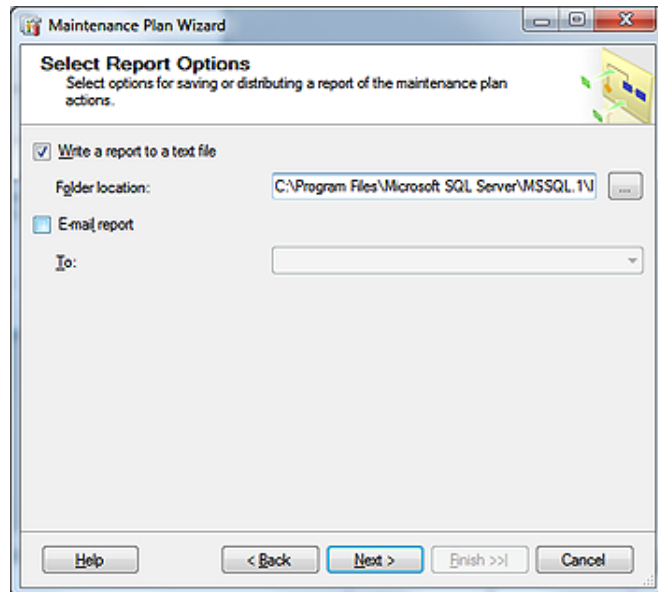 Maintenance Plan Wizard
Select Report Options
Select options for saving or distributing a report of the maintenance plan
actions.
Write a report to a text file
Folder location:
C:\Program Files\Microsoft SQL Server\MSSQL.1\
...
E-mail report
To:
Help
< Back
Next >
Finish >>|
Cancel